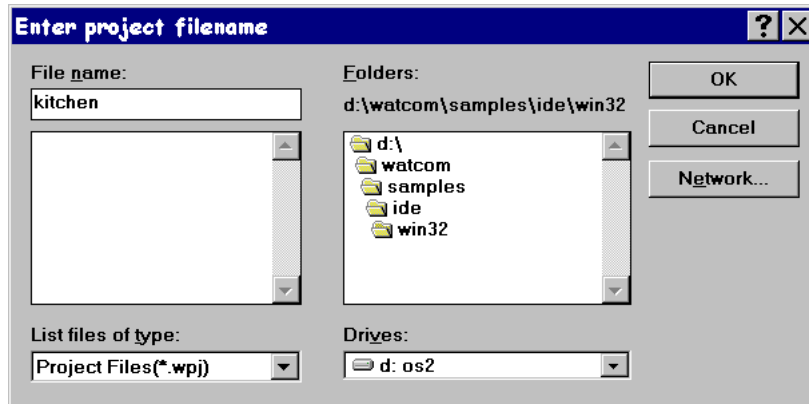 Enter project filename
File name:
kitchen
Folders:
d:\watcom\samples\ide\win32
d:\
watcom
samples
ide
win32
OK
Cancel
Network...
List files of type:
Project Files(*.wpj)
Drives:
d: os2